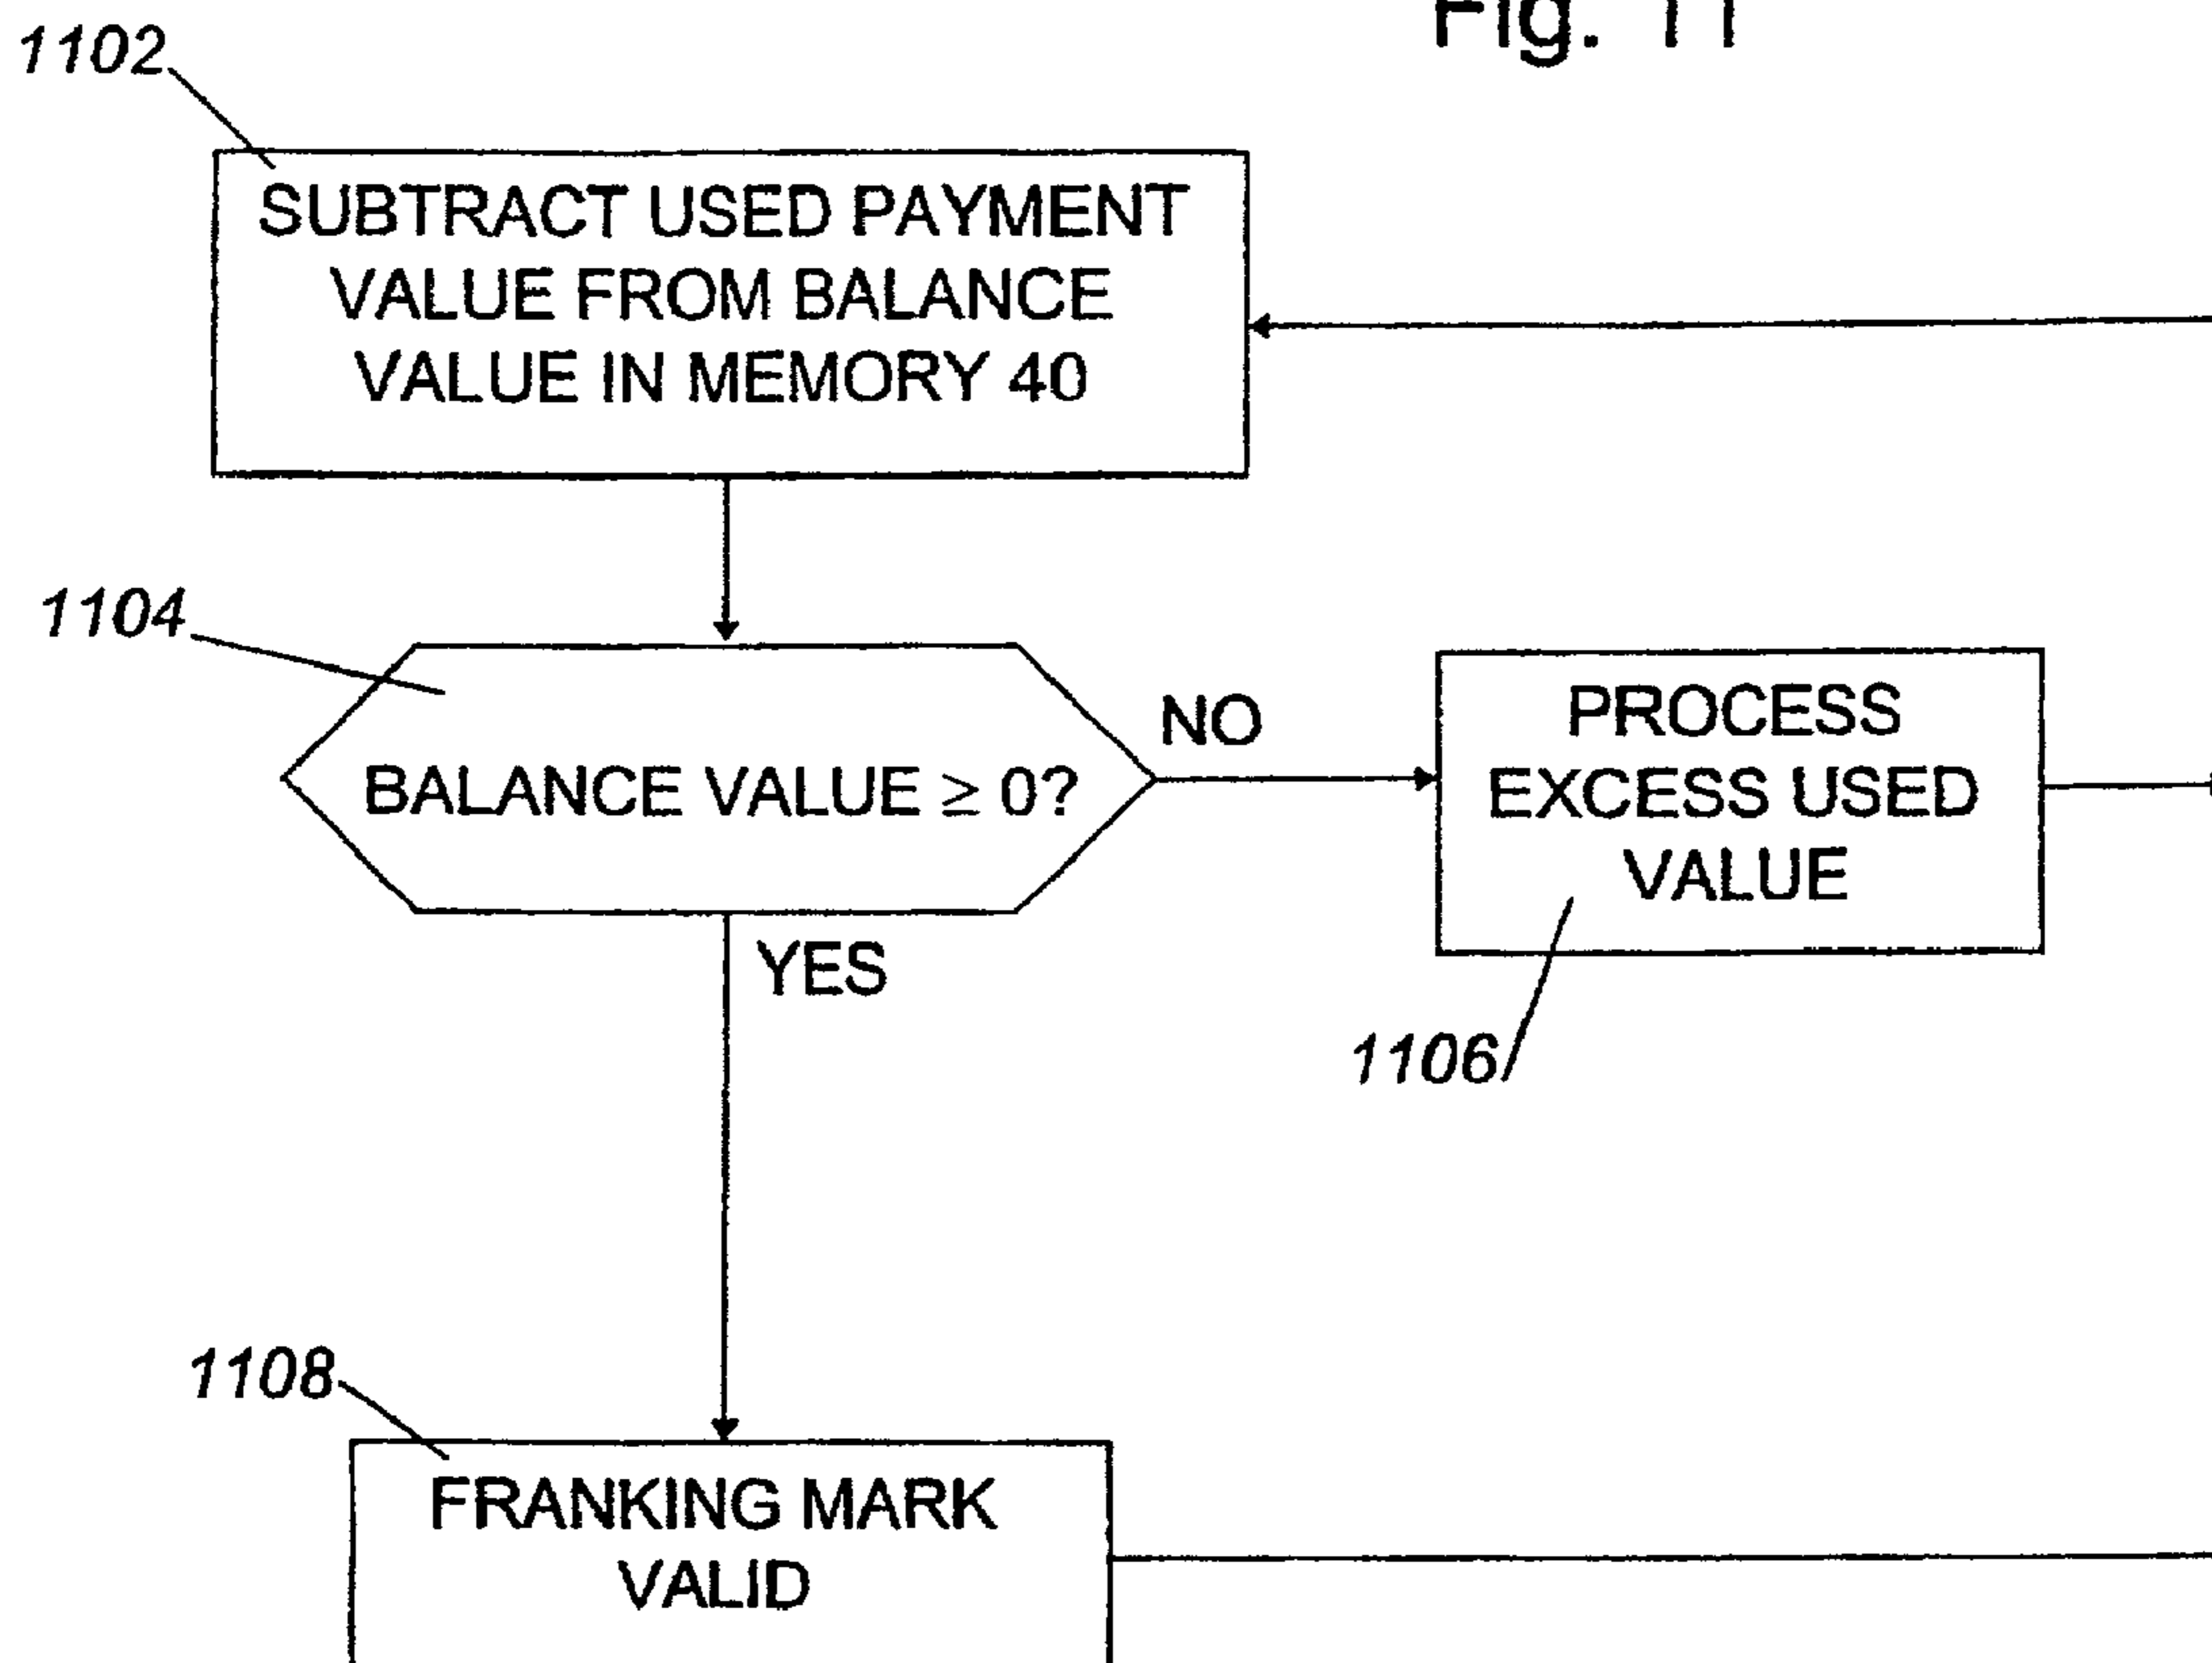 Fig. 11
1102
SUBTRACT USED PAYMENT
VALUE FROM BALANCE
VALUE IN MEMORY 40
1104
BALANCE VALUE ≥ 0?
NO
PROCESS
EXCESS USED
VALUE
YES
1106
1108
FRANKING MARK
VALID